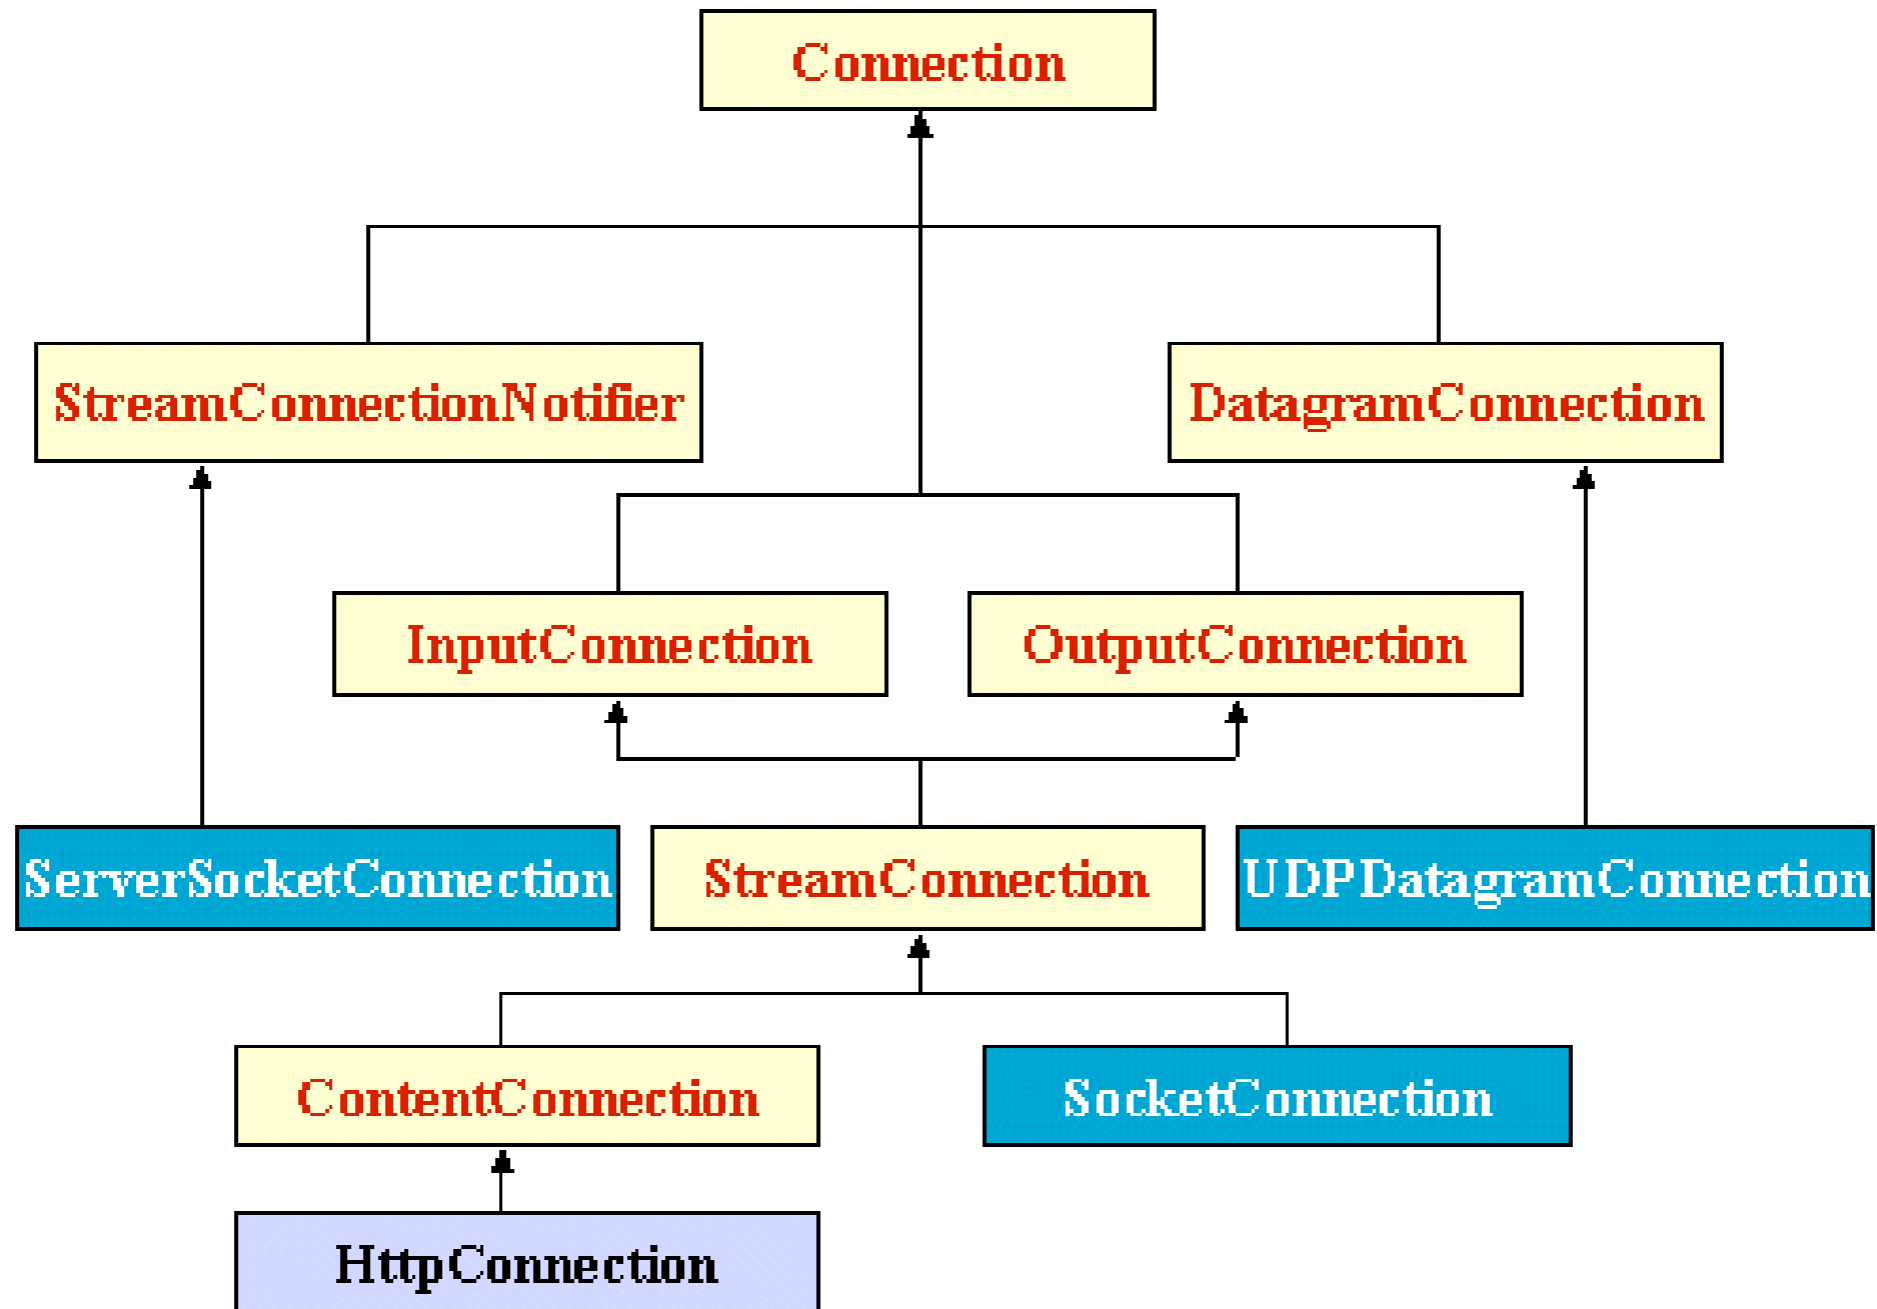 Connection
StreamConnectionNotifier
DatagramConnection
InputConnection
OutputConnection
ServerSocketConnection
StreamConnection
UDPDatagramConnection
ContentConnection
SocketConnection
HttpConnection